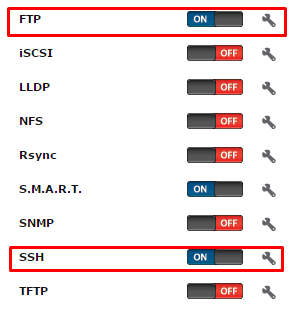 FTP ON
iSCSI OFF
LLDP OFF
NFS OFF
Rsync OFF
S.M.A.R.T. ON
SNMP OFF
SSH ON
TFTP OFF